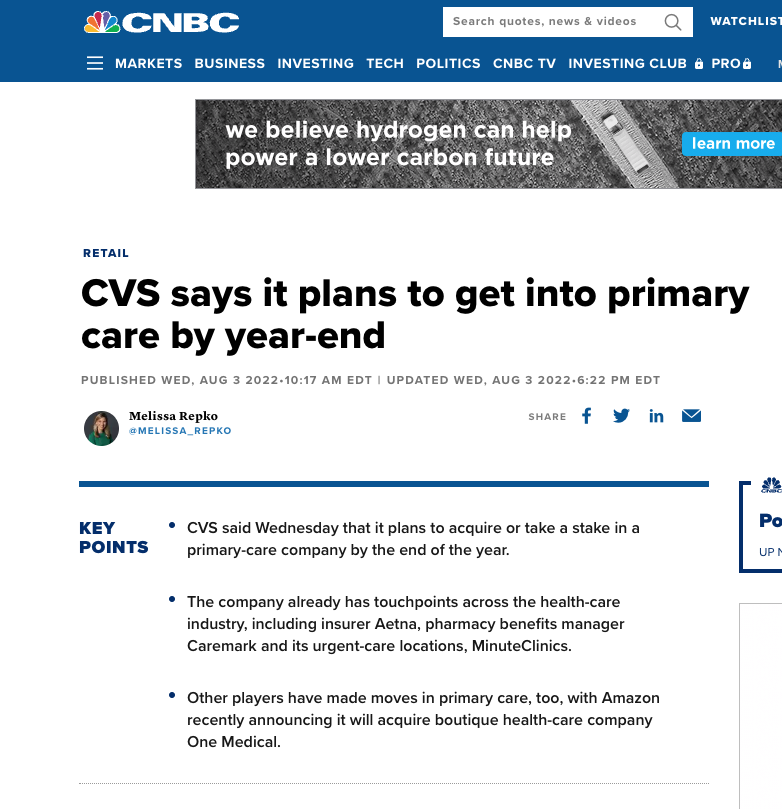 CNBC
Search quotes, news & videos
WATCHLIST
MARKETS BUSINESS INVESTING TECH POLITICS CNBC TV INVESTING CLUB PRO
we believe hydrogen can help
power a lower carbon future
learn more
RETAIL
CVS says it plans to get into primary
care by year-end
PUBLISHED WED, AUG 3 2022•10:17 AM EDT | UPDATED WED, AUG 3 2022•6:22 PM EDT
Melissa Repko
@MELISSA_REPKO
SHARE
KEY
POINTS
• CVS said Wednesday that it plans to acquire or take a stake in a
primary-care company by the end of the year.
• The company already has touchpoints across the health-care
industry, including insurer Aetna, pharmacy benefits manager
Caremark and its urgent-care locations, MinuteClinics.
• Other players have made moves in primary care, too, with Amazon
recently announcing it will acquire boutique health-care company
One Medical.
CNBC
Po
UP N